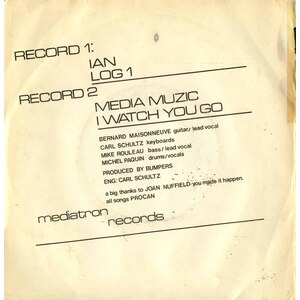 RECORD 1:
IAN
LOG 1
RECORD 2
MEDIA MUZIC
I WATCH YOU GO
BERNARD MAISONNEUVE guitars/lead vocal
CARL SCHULTZ keyboards
MIKE ROULEAU bass/lead vocal
MICHEL PAQUIN drums/vocals
PRODUCED BY BUMPERS
ENG: CARL SCHULTZ
a big thanks to JOAN NUFFIELD-you made it happen.
all songs PROCAN
mediatron
records